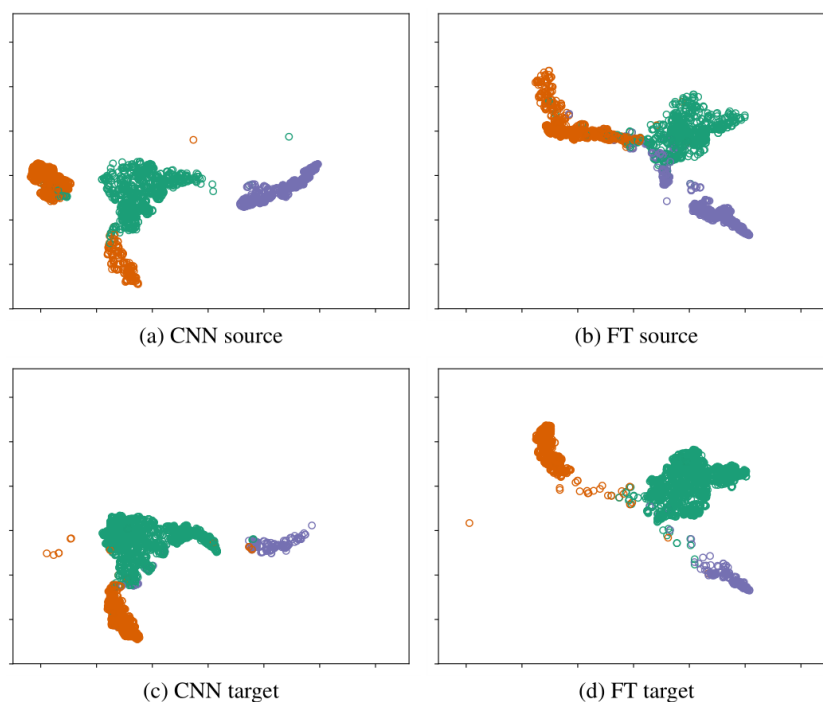 (a) CNN source
(b) FT source
(c) CNN target
(d) FT target